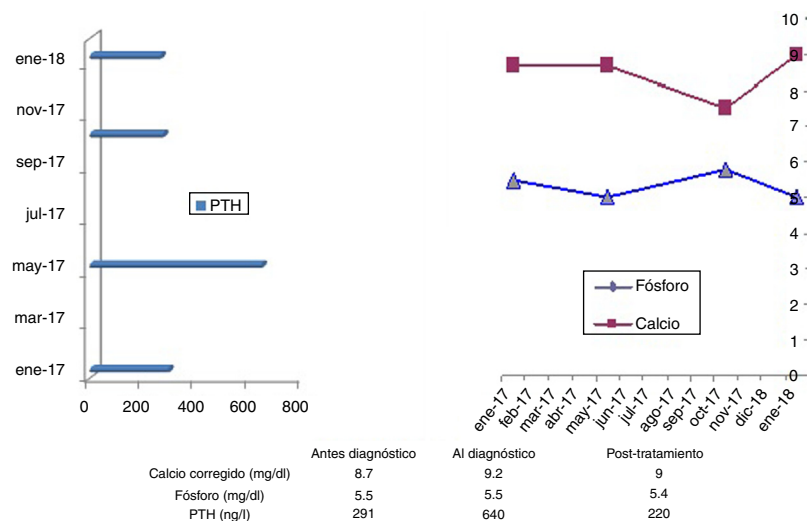 ene-18
nov-17
sep-17
jul-17
may-17
mar-17
ene-17
0 200 400 600 800
PTH
10
9
8
7
6
5
4
3
2
1
0
Fósforo
Calcio
ene-17 feb-17 mar-17 abr-17 may-17 jun-17 jul-17 ago-17 sep-17 oct-17 nov-17 dic-18 ene-18
Antes diagnóstico Al diagnóstico Post-tratamiento
Calcio corregido (mg/dl) 8.7 9.2 9
Fósforo (mg/dl) 5.5 5.5 5.4
PTH (ng/l) 291 640 220